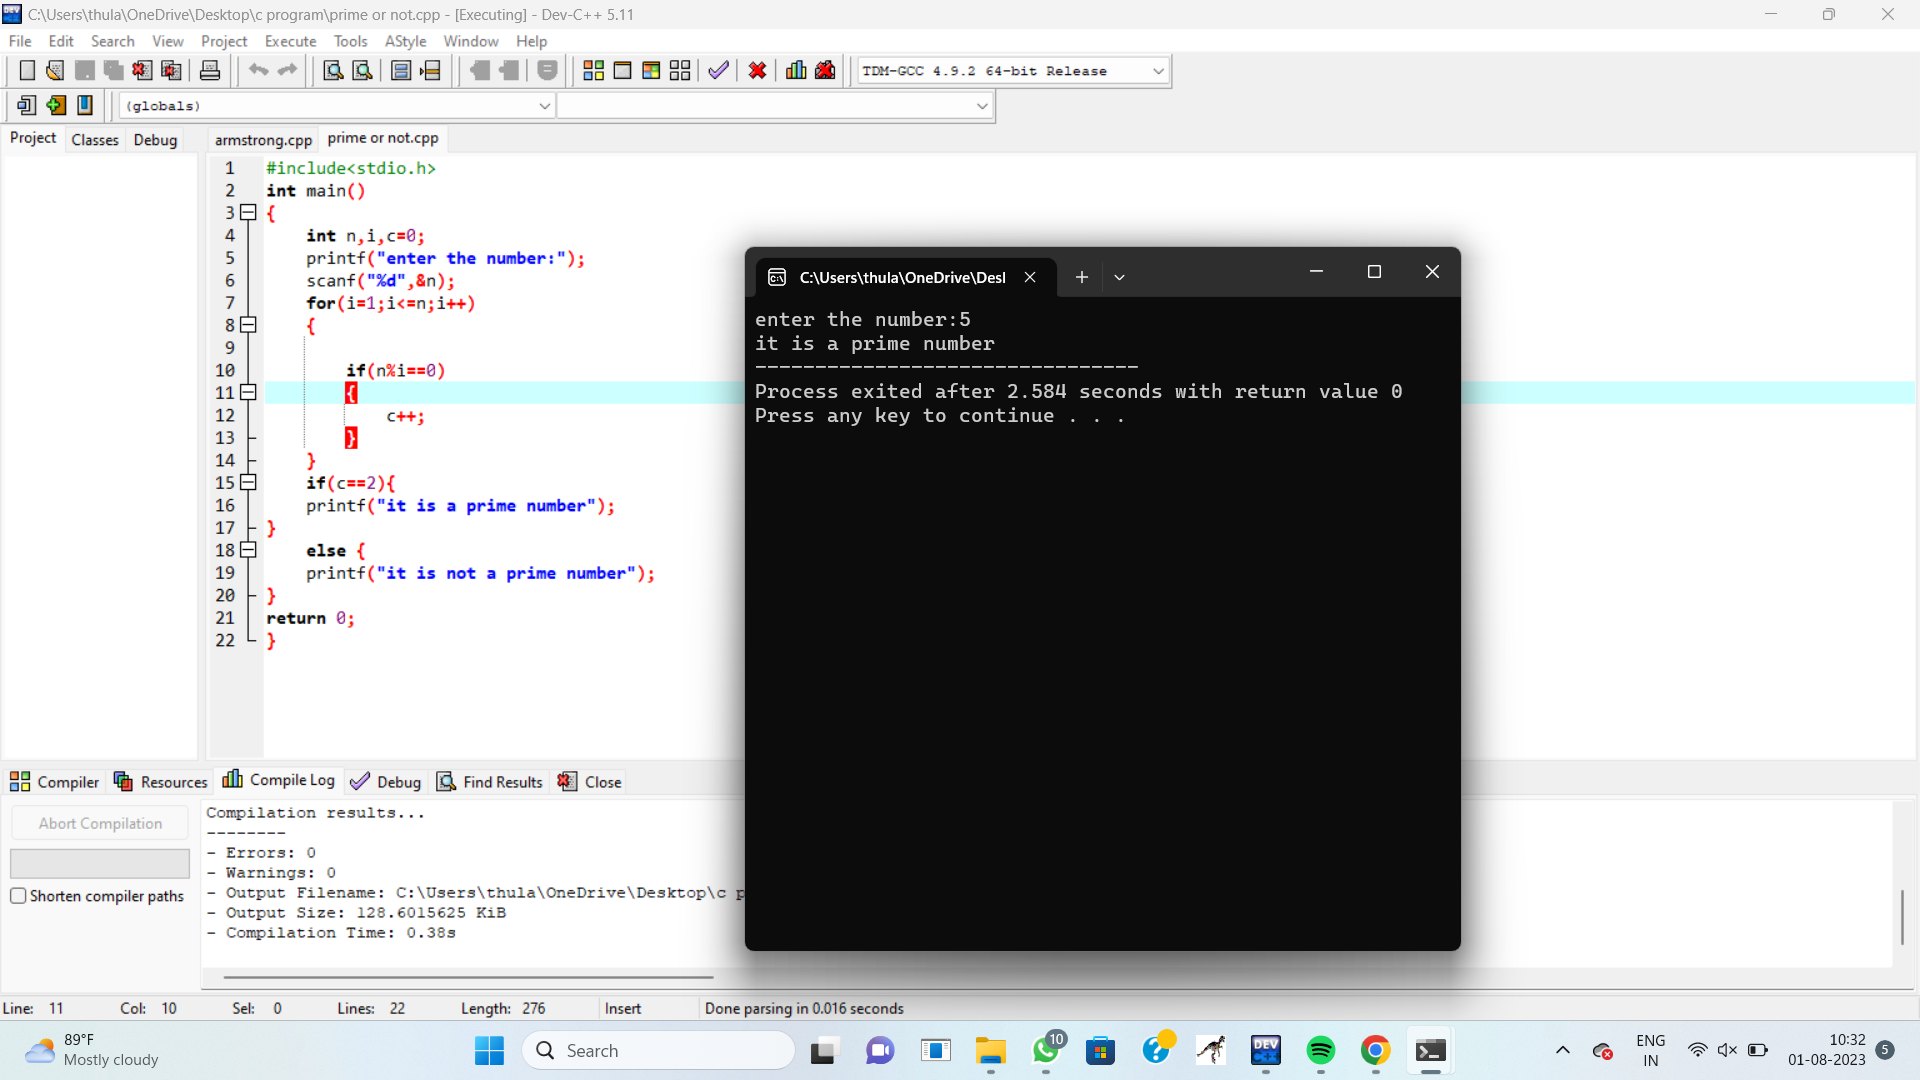 C:\Users\thula\OneDrive\Desktop\c program\prime or not.cpp - [Executing] - Dev-C++ 5.11
File Edit Search View Project Execute Tools AStyle Window Help
TDM-GCC 4.9.2 64-bit Release
(globals)
Project Classes Debug armstrong.cpp prime or not.cpp
1 #include<stdio.h>
2 int main()
3 {
4 int n,i,c=0;
5 printf("enter the number:");
6 scanf("%d",&n);
7 for(i=1;i<=n;i++)
8 {
9
10 if(n%i==0)
11 {
12 c++;
13 }
14 }
15 if(c==2){
16 printf("it is a prime number");
17 }
18 else {
19 printf("it is not a prime number");
20 }
21 return 0;
22 }
C:\Users\thula\OneDrive\Desl
enter the number:5
it is a prime number
--------------------------------
Process exited after 2.584 seconds with return value 0
Press any key to continue . . .
Compiler Resources Compile Log Debug Find Results Close
Abort Compilation
Shorten compiler paths
Compilation results...
--------
- Errors: 0
- Warnings: 0
- Output Filename: C:\Users\thula\OneDrive\Desktop\c p
- Output Size: 128.6015625 KiB
- Compilation Time: 0.38s
Line: 11 Col: 10 Sel: 0 Lines: 22 Length: 276 Insert Done parsing in 0.016 seconds
89°F
Mostly cloudy
Search
10
DEV
ENG
IN
10:32
01-08-2023
5